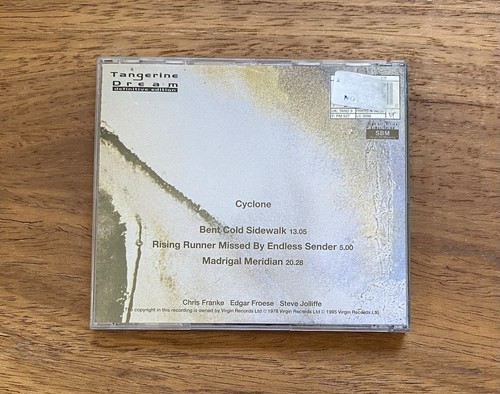 Tangerine
Dream
definitive edition
SBM
Cyclone
Bent Cold Sidewalk 13.05
Rising Runner Missed By Endless Sender 5.00
Madrigal Meridian 20.28
Chris Franke Edgar Froese Steve Jolliffe
copyright in this recording is owned by Virgin Records Ltd ℗ 1978 Virgin Records Ltd © 1995 Virgin Records Ltd